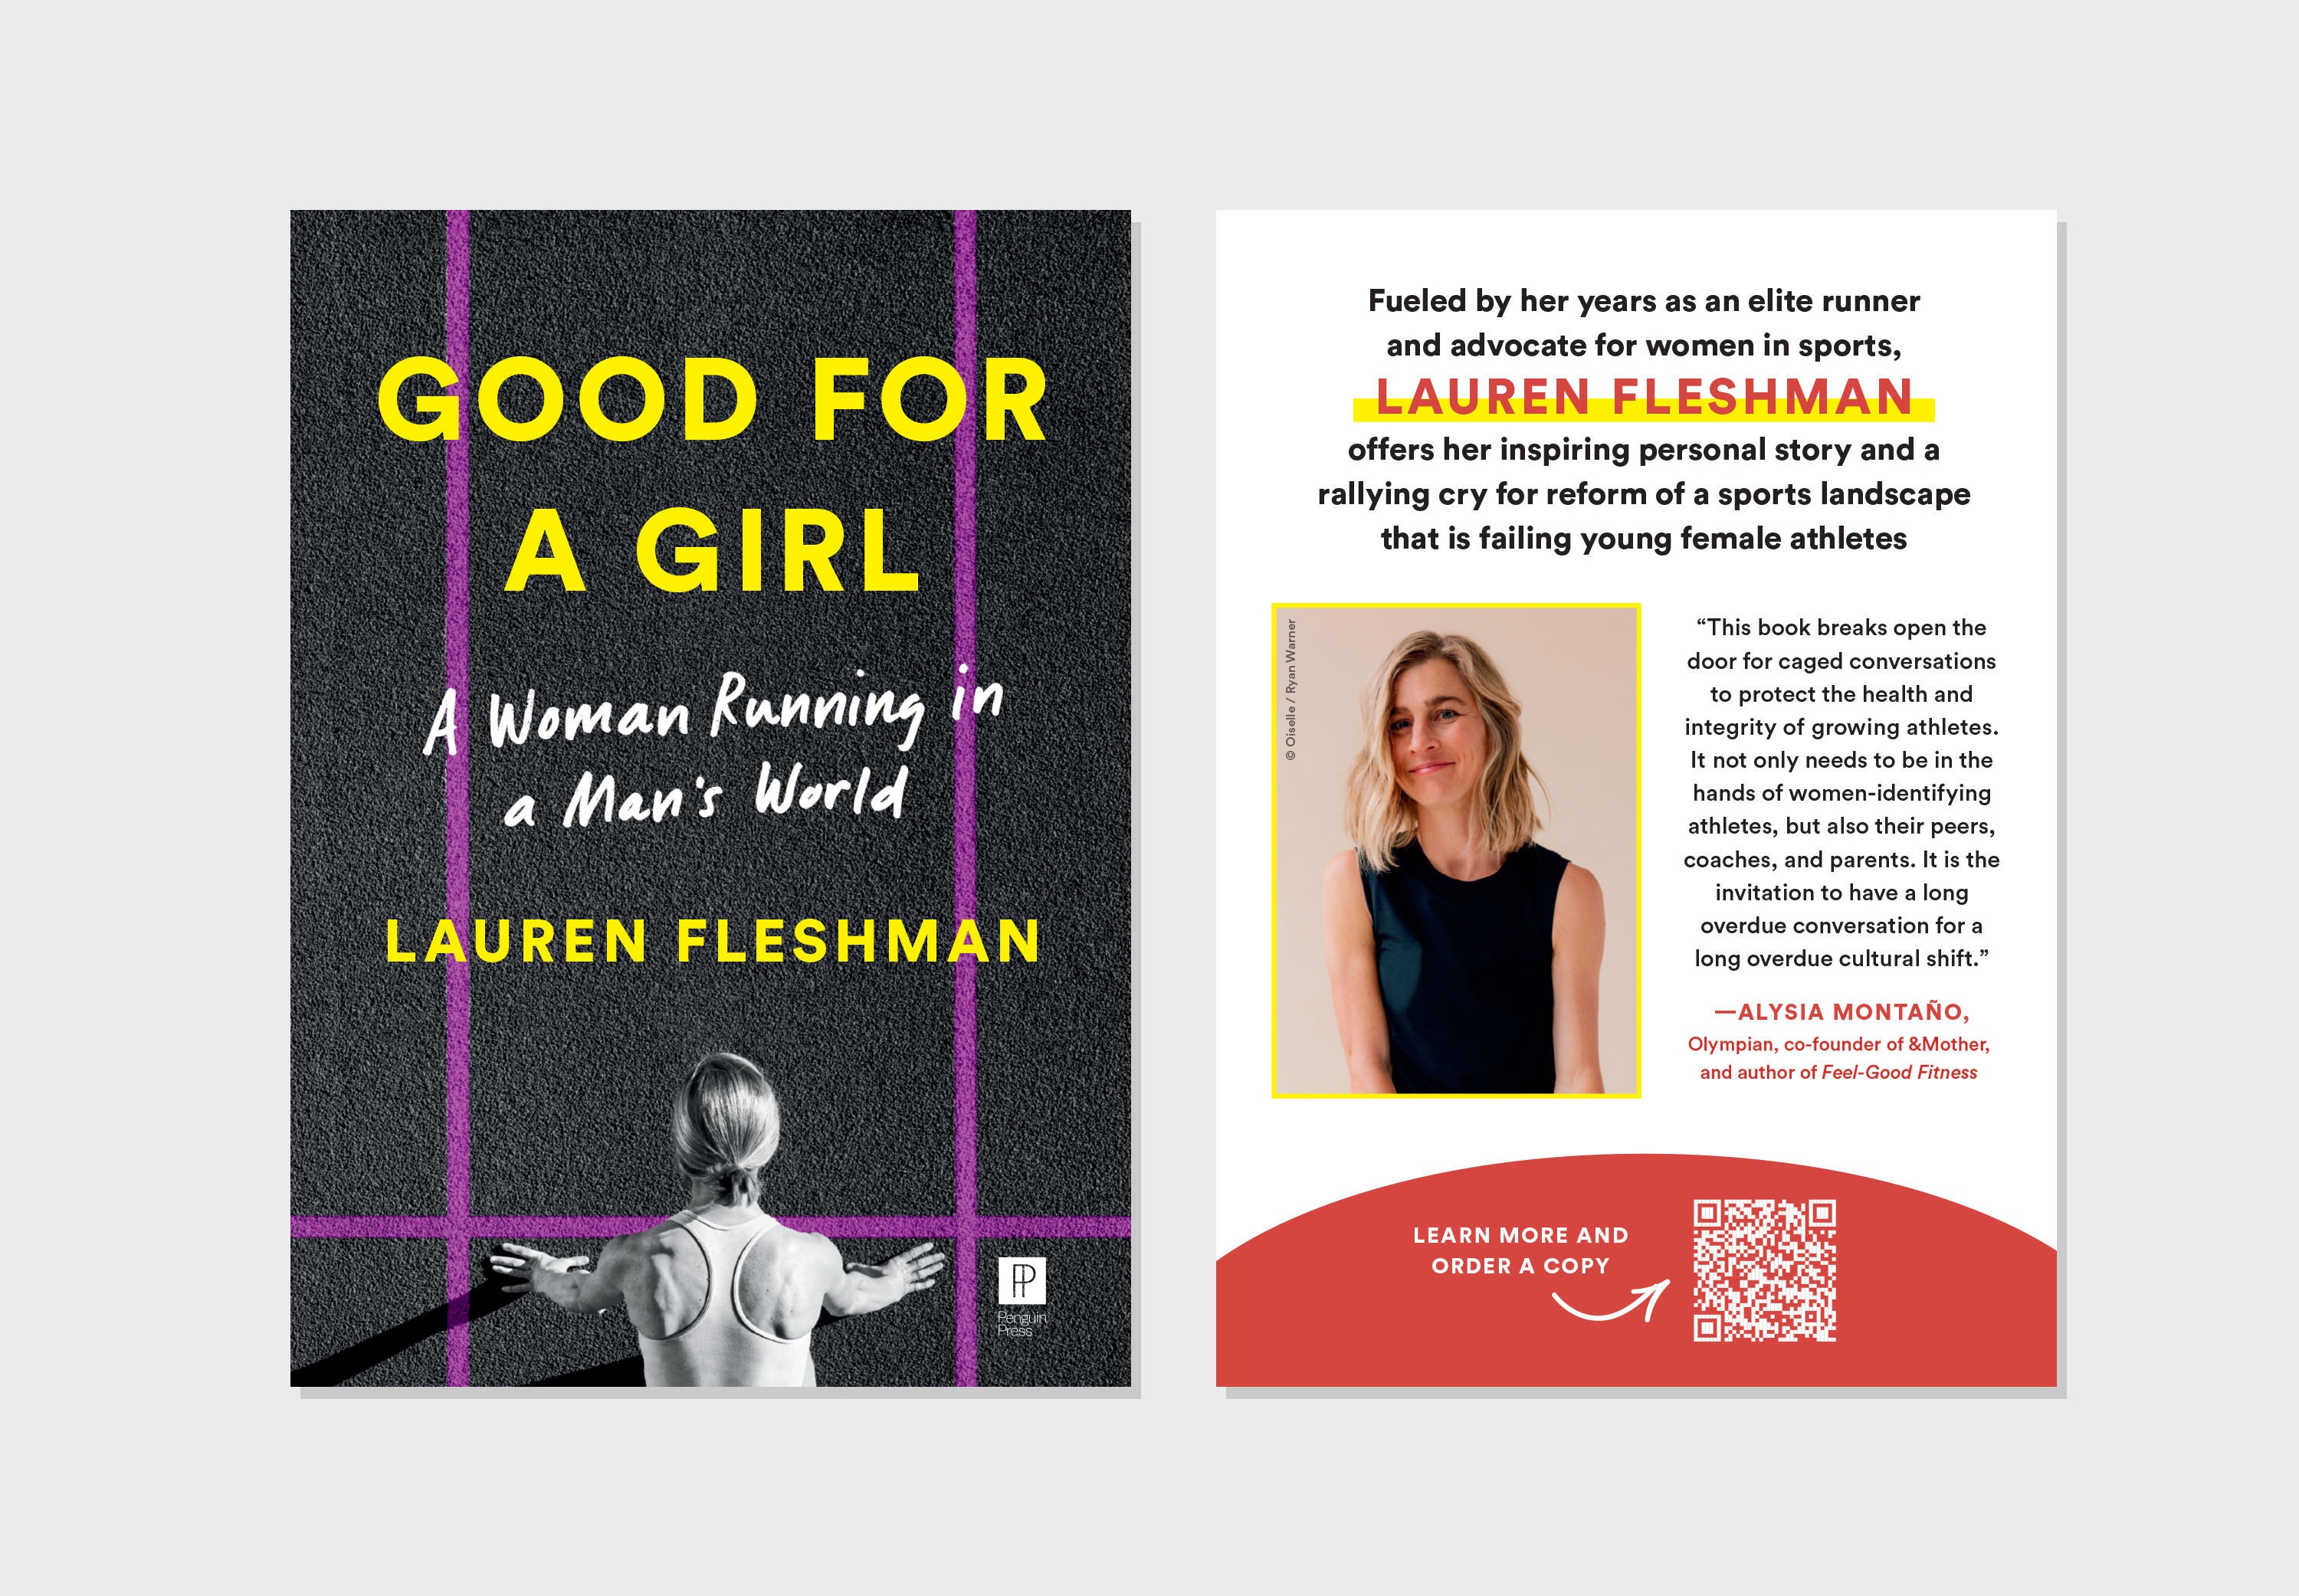 GOOD FOR
A GIRL
A Woman Running in
a Man's World
LAUREN FLESHMAN
Penguin
Press
Fueled by her years as an elite runner
and advocate for women in sports,
LAUREN FLESHMAN
offers her inspiring personal story and a
rallying cry for reform of a sports landscape
that is failing young female athletes
© Oiselle / Ryan Warner
“This book breaks open the
door for caged conversations
to protect the health and
integrity of growing athletes.
It not only needs to be in the
hands of women-identifying
athletes, but also their peers,
coaches, and parents. It is the
invitation to have a long
overdue conversation for a
long overdue cultural shift.”
—ALYSIA MONTAÑO,
Olympian, co-founder of &Mother,
and author of Feel-Good Fitness
LEARN MORE AND
ORDER A COPY